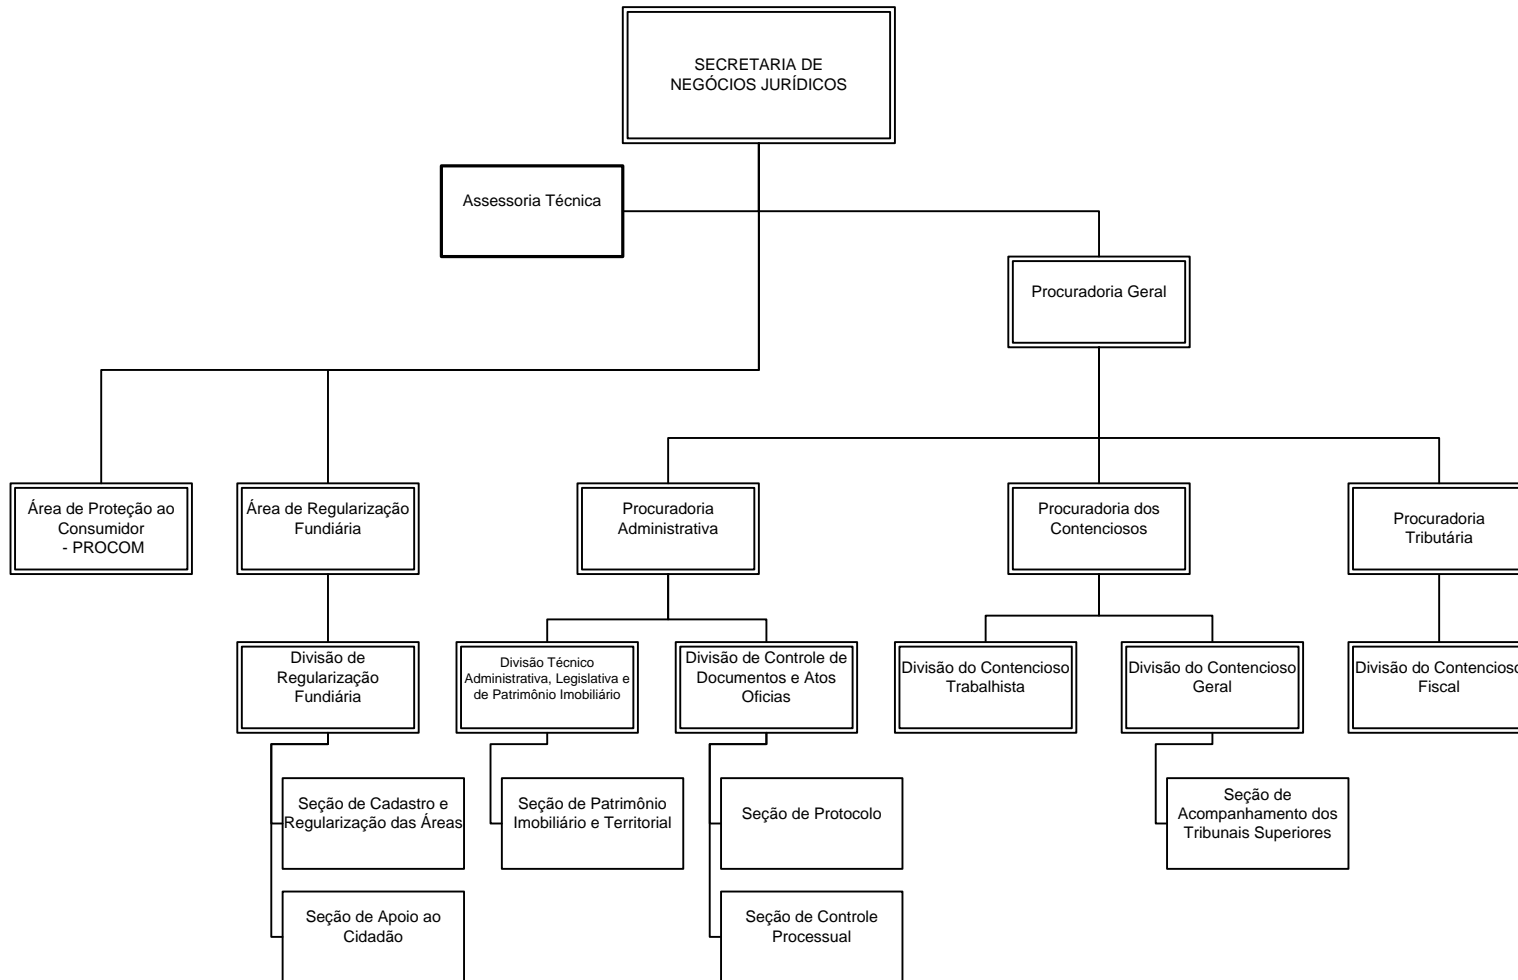 SECRETARIA DE
NEGÓCIOS JURÍDICOS
Assessoria Técnica
Procuradoria Geral
Área de Proteção ao
Consumidor
- PROCOM
Área de Regularização
Fundiária
Procuradoria
Administrativa
Procuradoria dos
Contenciosos
Procuradoria
Tributária
Divisão de
Regularização
Fundiária
Divisão Técnico
Administrativa, Legislativa e
de Patrimônio Imobiliário
Divisão de Controle de
Documentos e Atos
Oficias
Divisão do Contencioso
Trabalhista
Divisão do Contencioso
Geral
Divisão do Contencioso
Fiscal
Seção de Cadastro e
Regularização das Áreas
Seção de Patrimônio
Imobiliário e Territorial
Seção de Protocolo
Seção de
Acompanhamento dos
Tribunais Superiores
Seção de Apoio ao
Cidadão
Seção de Controle
Processual